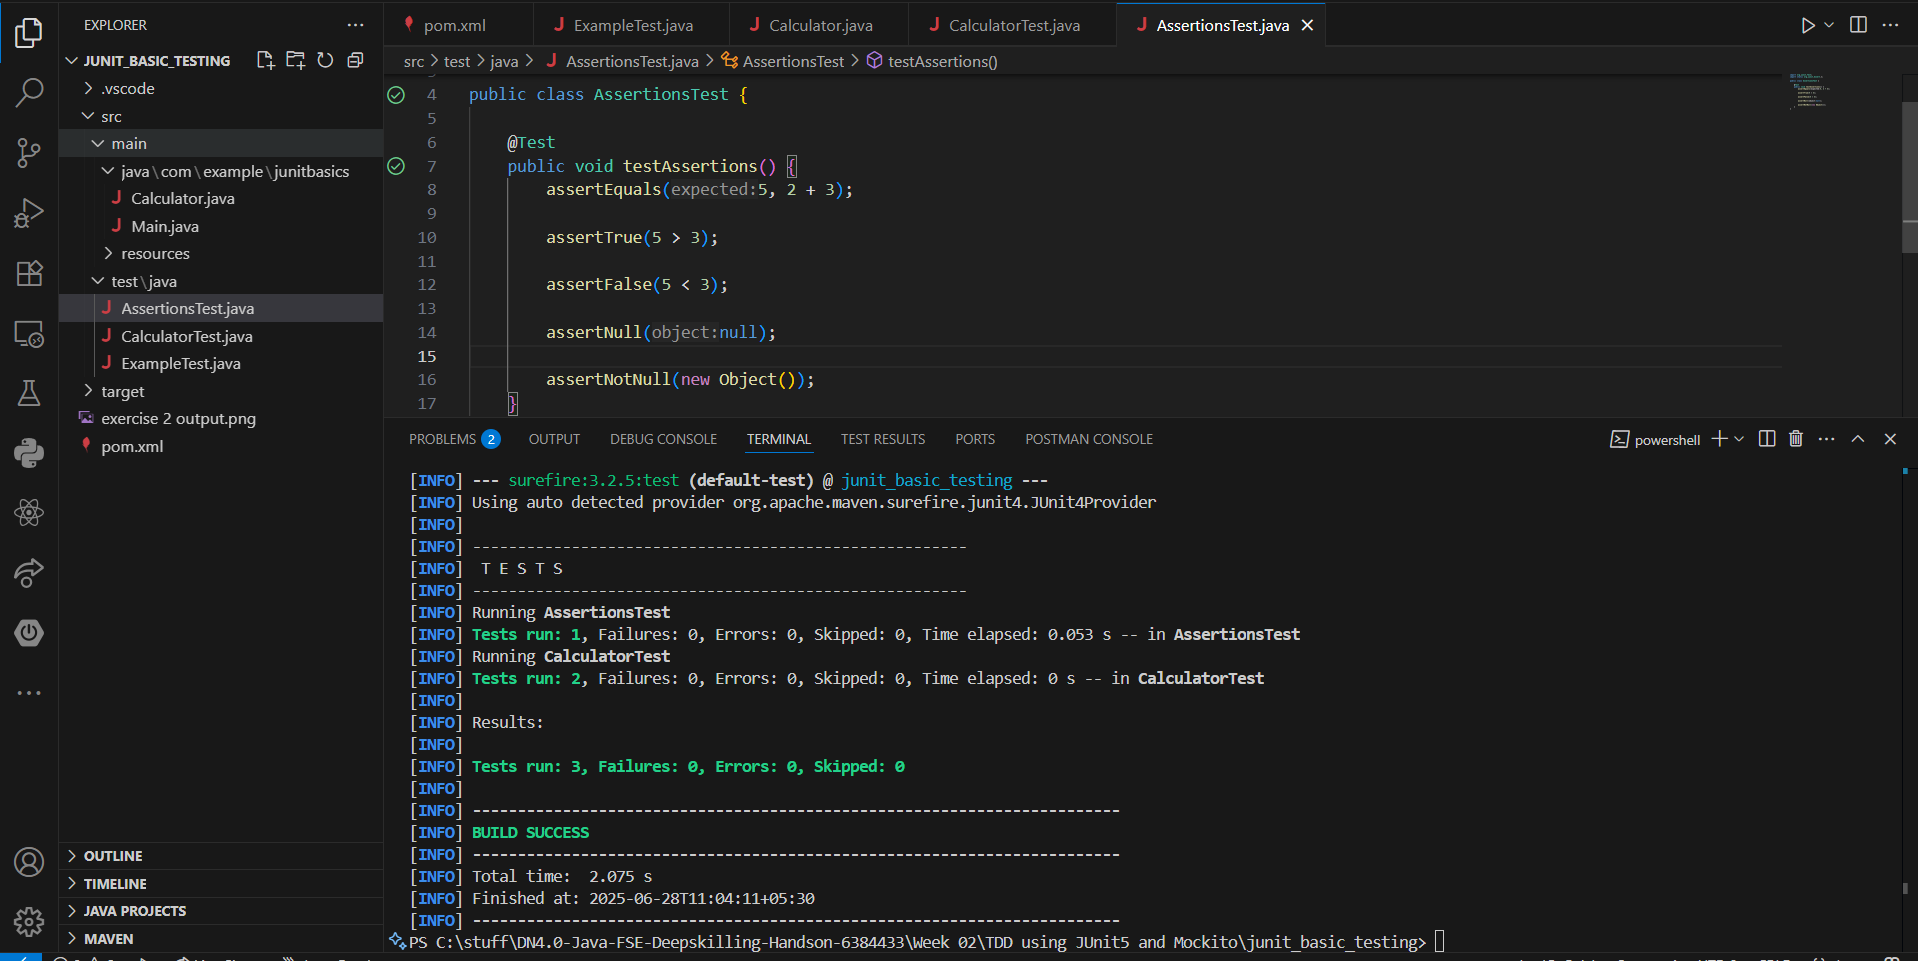 EXPLORER
JUNIT_BASIC_TESTING
.vscode
src
main
java\com\example\junitbasics
Calculator.java
Main.java
resources
test\java
AssertionsTest.java
CalculatorTest.java
ExampleTest.java
target
exercise 2 output.png
pom.xml
OUTLINE
TIMELINE
JAVA PROJECTS
MAVEN
pom.xml
ExampleTest.java
Calculator.java
CalculatorTest.java
AssertionsTest.java
src > test > java > AssertionsTest.java > AssertionsTest > testAssertions()
4 public class AssertionsTest {
5
6 @Test
7 public void testAssertions() {
8 assertEquals(expected:5, 2 + 3);
9
10 assertTrue(5 > 3);
11
12 assertFalse(5 < 3);
13
14 assertNull(object:null);
15
16 assertNotNull(new Object());
17 }
PROBLEMS 2 OUTPUT DEBUG CONSOLE TERMINAL TEST RESULTS PORTS POSTMAN CONSOLE
powershell
[INFO] --- surefire:3.2.5:test (default-test) @ junit_basic_testing ---
[INFO] Using auto detected provider org.apache.maven.surefire.junit4.JUnit4Provider
[INFO]
[INFO] -------------------------------------------------------
[INFO]  T E S T S
[INFO] -------------------------------------------------------
[INFO] Running AssertionsTest
[INFO] Tests run: 1, Failures: 0, Errors: 0, Skipped: 0, Time elapsed: 0.053 s -- in AssertionsTest
[INFO] Running CalculatorTest
[INFO] Tests run: 2, Failures: 0, Errors: 0, Skipped: 0, Time elapsed: 0 s -- in CalculatorTest
[INFO]
[INFO] Results:
[INFO]
[INFO] Tests run: 3, Failures: 0, Errors: 0, Skipped: 0
[INFO]
[INFO] ------------------------------------------------------------------------
[INFO] BUILD SUCCESS
[INFO] ------------------------------------------------------------------------
[INFO] Total time:  2.075 s
[INFO] Finished at: 2025-06-28T11:04:11+05:30
[INFO] ------------------------------------------------------------------------
PS C:\stuff\DN4.0-Java-FSE-Deepskilling-Handson-6384433\Week 02\TDD using JUnit5 and Mockito\junit_basic_testing>